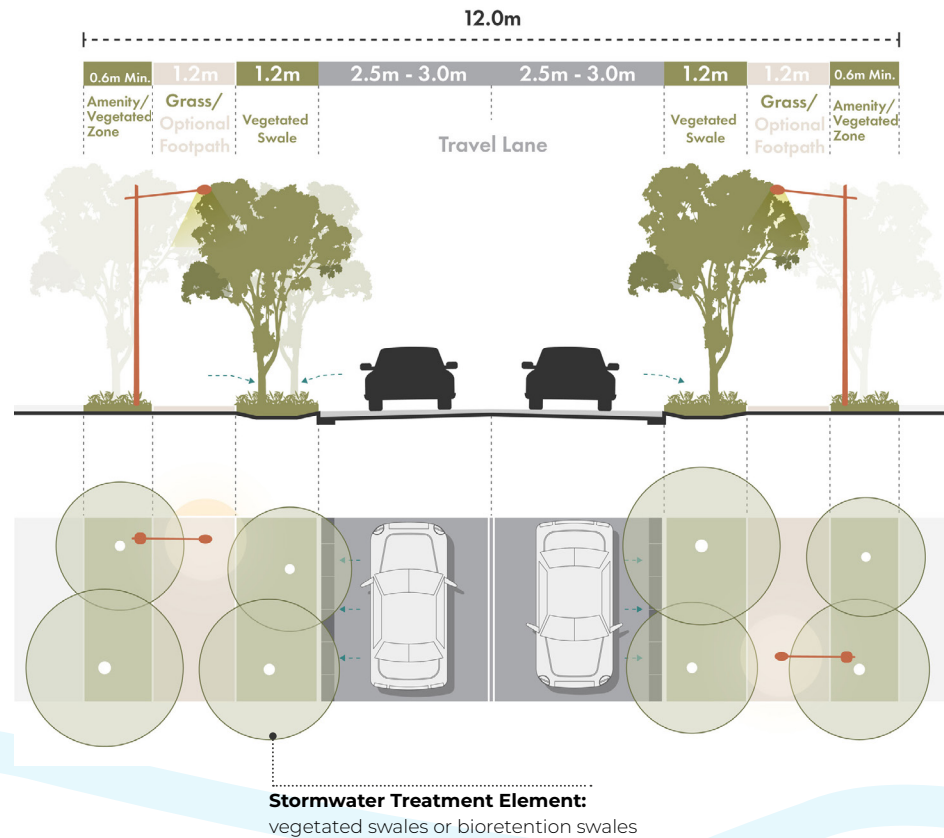 12.0m
0.6m Min. 1.2m 1.2m 2.5m - 3.0m 2.5m - 3.0m 1.2m 1.2m 0.6m Min.
Amenity/
Vegetated
Zone
Grass/
Optional
Footpath
Vegetated
Swale
Travel Lane
Vegetated
Swale
Grass/
Optional
Footpath
Amenity/
Vegetated
Zone
Stormwater Treatment Element:
vegetated swales or bioretention swales